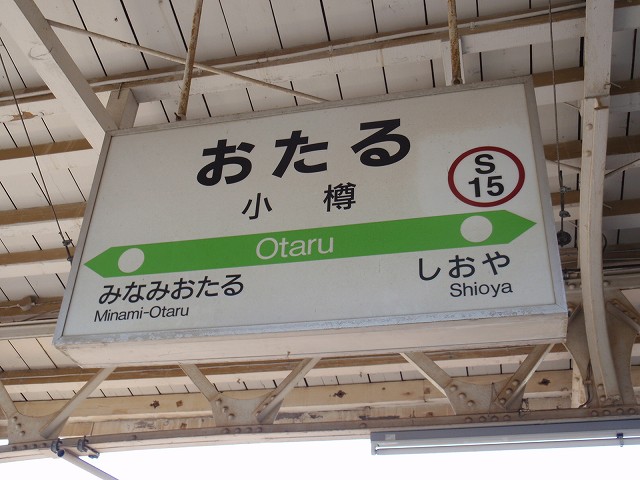 おたる
小樽
S
15
Otaru
みなみおたる
Minami-Otaru
しおや
Shioya